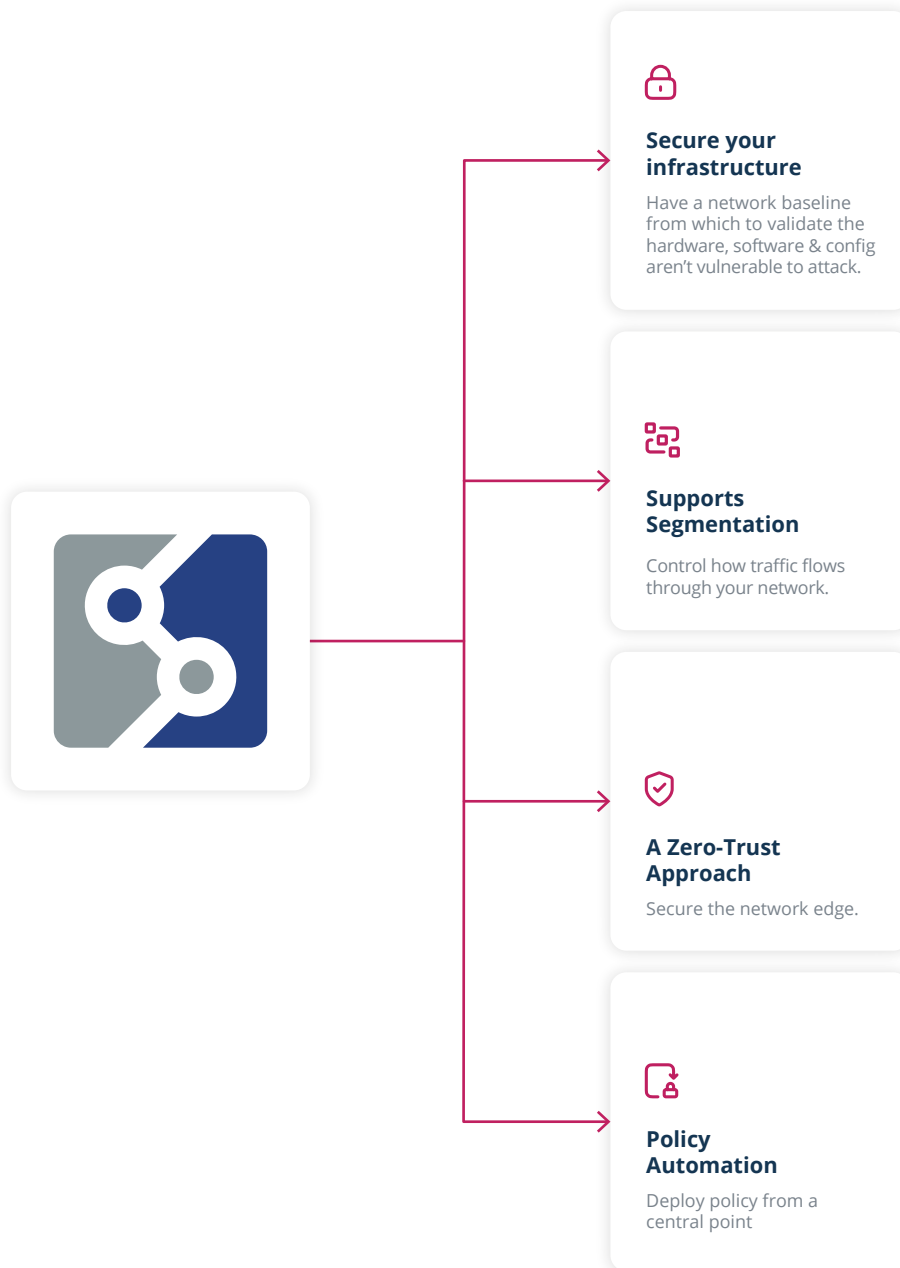 Secure your
infrastructure
Have a network baseline
from which to validate the
hardware, software & config
aren’t vulnerable to attack.
Supports
Segmentation
Control how traffic flows
through your network.
A Zero-Trust
Approach
Secure the network edge.
Policy
Automation
Deploy policy from a
central point